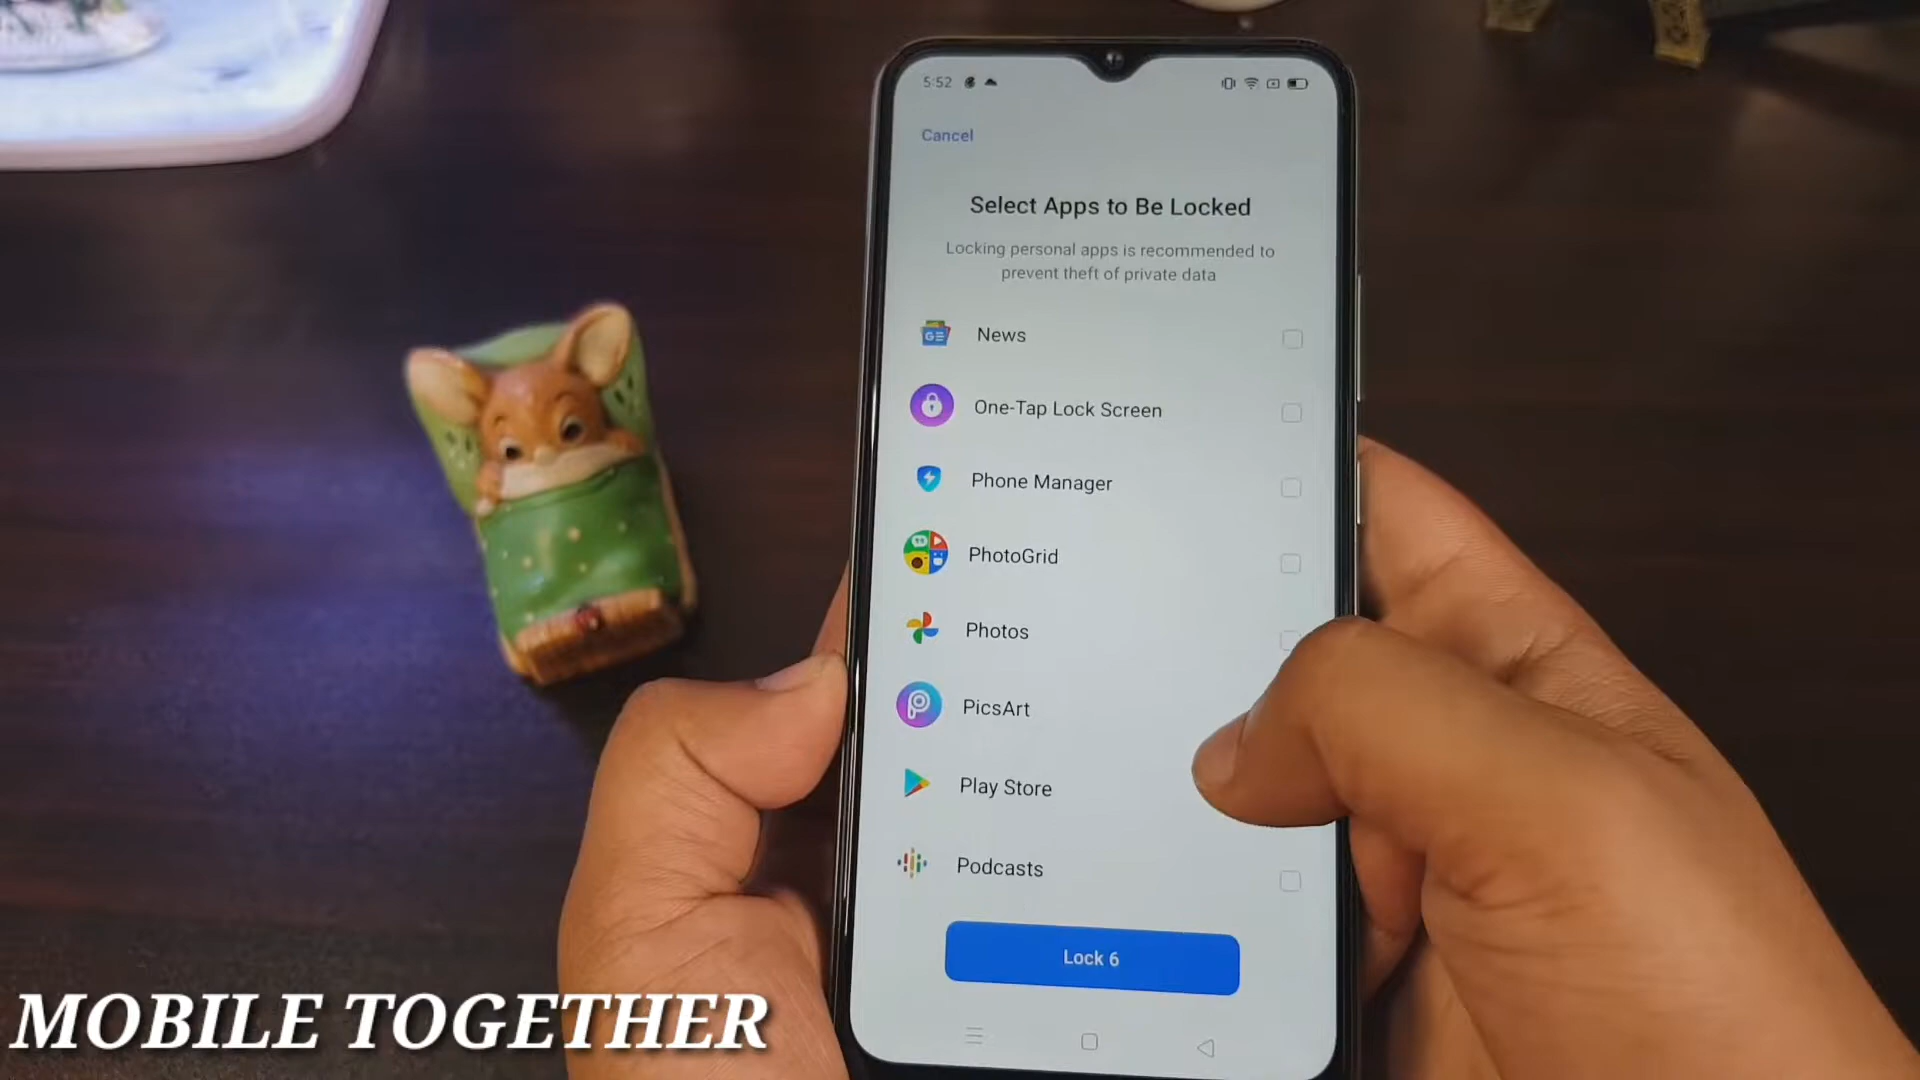 5:52
Cancel
Select Apps to Be Locked
Locking personal apps is recommended to
prevent theft of private data
News
One-Tap Lock Screen
Phone Manager
PhotoGrid
Photos
PicsArt
Play Store
Podcasts
Lock 6
MOBILE TOGETHER